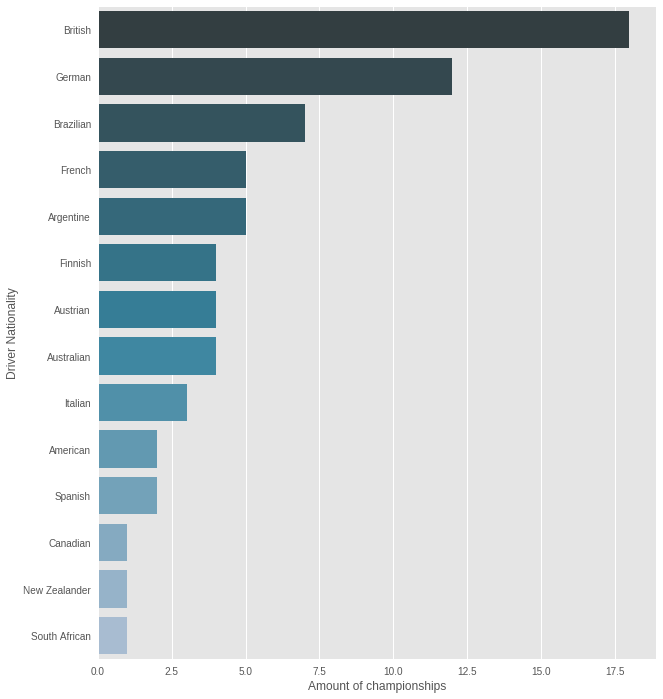 British
German
Brazilian
French
Argentine
Finnish
Austrian
Australian
Italian
American
Spanish
Canadian
New Zealander
South African
Driver Nationality
0.0 2.5 5.0 7.5 10.0 12.5 15.0 17.5
Amount of championships